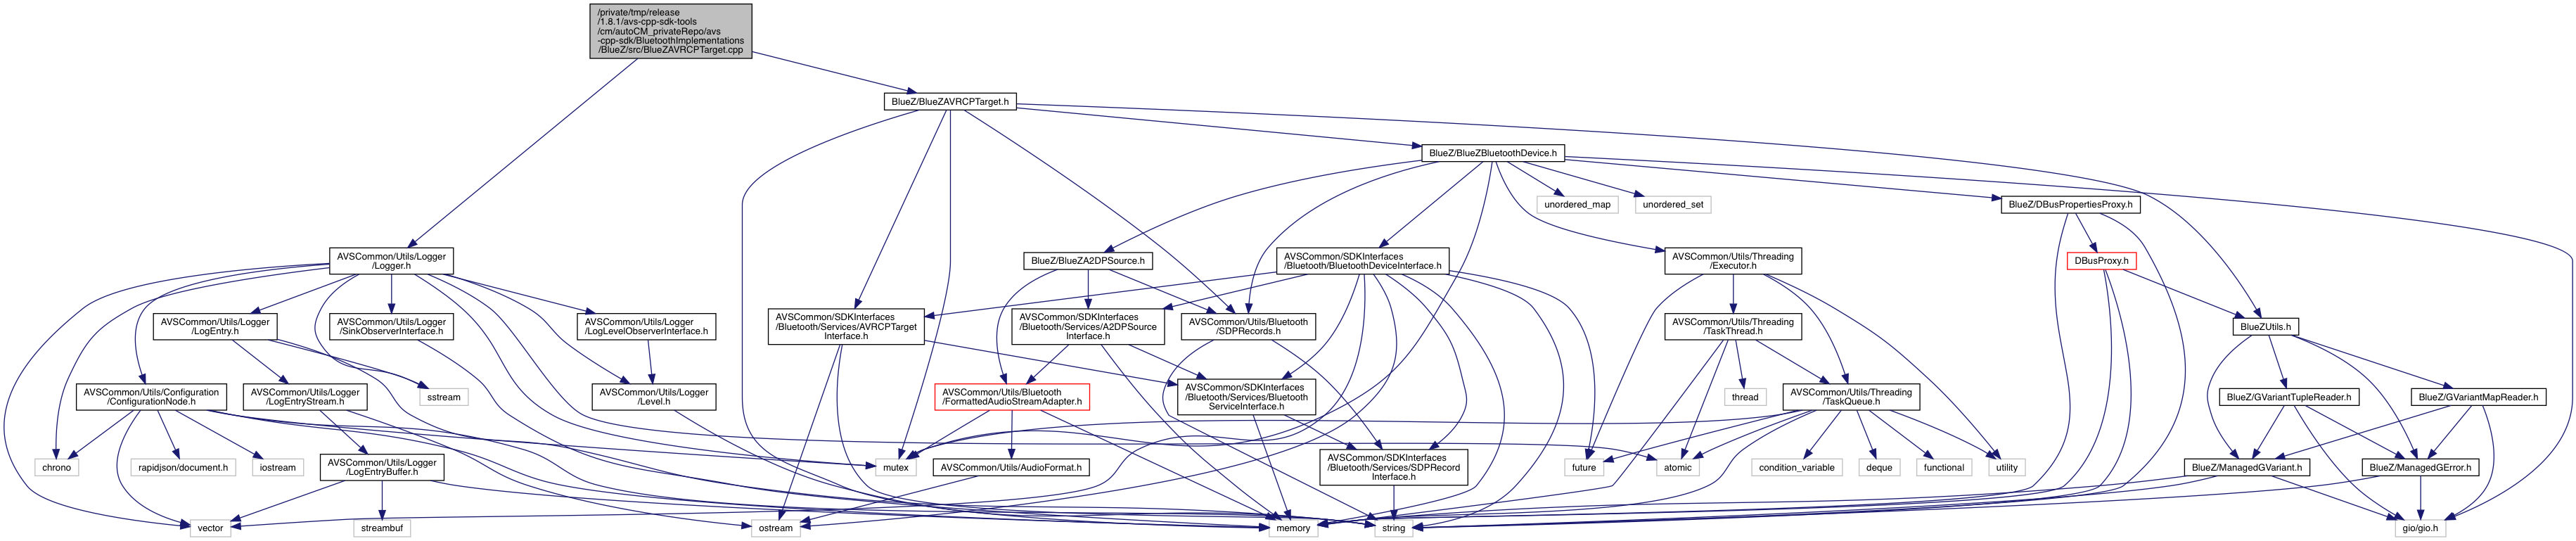 /private/tmp/release
/1.8.1/avs-cpp-sdk-tools
/cm/autoCM_privateRepo/avs
-cpp-sdk/BluetoothImplementations
/BlueZ/src/BlueZAVRCPTarget.cpp
BlueZ/BlueZAVRCPTarget.h
BlueZ/BlueZBluetoothDevice.h
unordered_map
unordered_set
BlueZ/DBusPropertiesProxy.h
AVSCommon/Utils/Logger
/Logger.h
BlueZ/BlueZA2DPSource.h
AVSCommon/SDKInterfaces
/Bluetooth/BluetoothDeviceInterface.h
AVSCommon/Utils/Threading
/Executor.h
DBusProxy.h
AVSCommon/Utils/Logger
/LogEntry.h
AVSCommon/Utils/Logger
/SinkObserverInterface.h
AVSCommon/Utils/Logger
/LogLevelObserverInterface.h
AVSCommon/SDKInterfaces
/Bluetooth/Services/AVRCPTarget
Interface.h
AVSCommon/SDKInterfaces
/Bluetooth/Services/A2DPSource
Interface.h
AVSCommon/Utils/Bluetooth
/SDPRecords.h
AVSCommon/Utils/Threading
/TaskThread.h
BlueZUtils.h
AVSCommon/Utils/Configuration
/ConfigurationNode.h
AVSCommon/Utils/Logger
/LogEntryStream.h
sstream
AVSCommon/Utils/Logger
/Level.h
AVSCommon/Utils/Bluetooth
/FormattedAudioStreamAdapter.h
AVSCommon/SDKInterfaces
/Bluetooth/Services/Bluetooth
ServiceInterface.h
thread
AVSCommon/Utils/Threading
/TaskQueue.h
BlueZ/GVariantTupleReader.h
BlueZ/GVariantMapReader.h
chrono
rapidjson/document.h
iostream
AVSCommon/Utils/Logger
/LogEntryBuffer.h
mutex
AVSCommon/Utils/AudioFormat.h
AVSCommon/SDKInterfaces
/Bluetooth/Services/SDPRecord
Interface.h
future
atomic
condition_variable
deque
functional
utility
BlueZ/ManagedGVariant.h
BlueZ/ManagedGError.h
vector
streambuf
ostream
memory
string
gio/gio.h